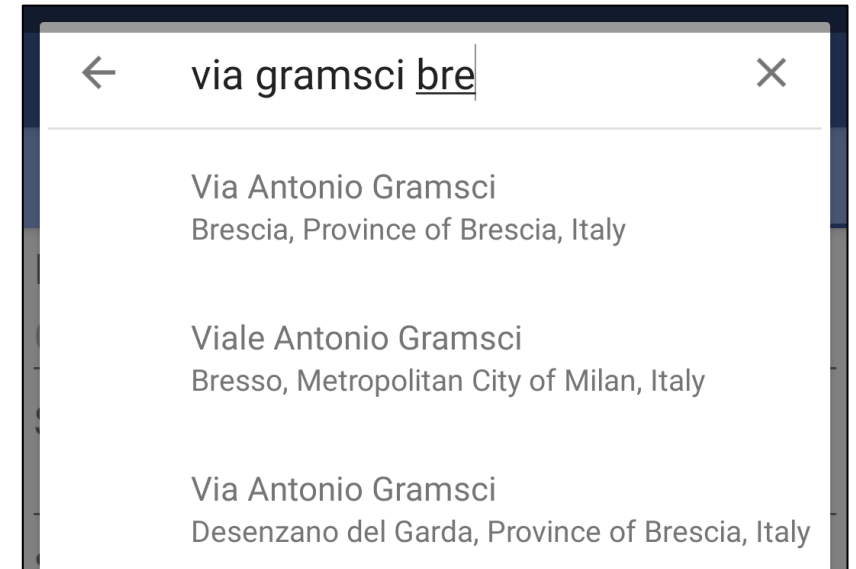 via gramsci bre
Via Antonio Gramsci
Brescia, Province of Brescia, Italy
Viale Antonio Gramsci
Bresso, Metropolitan City of Milan, Italy
Via Antonio Gramsci
Desenzano del Garda, Province of Brescia, Italy